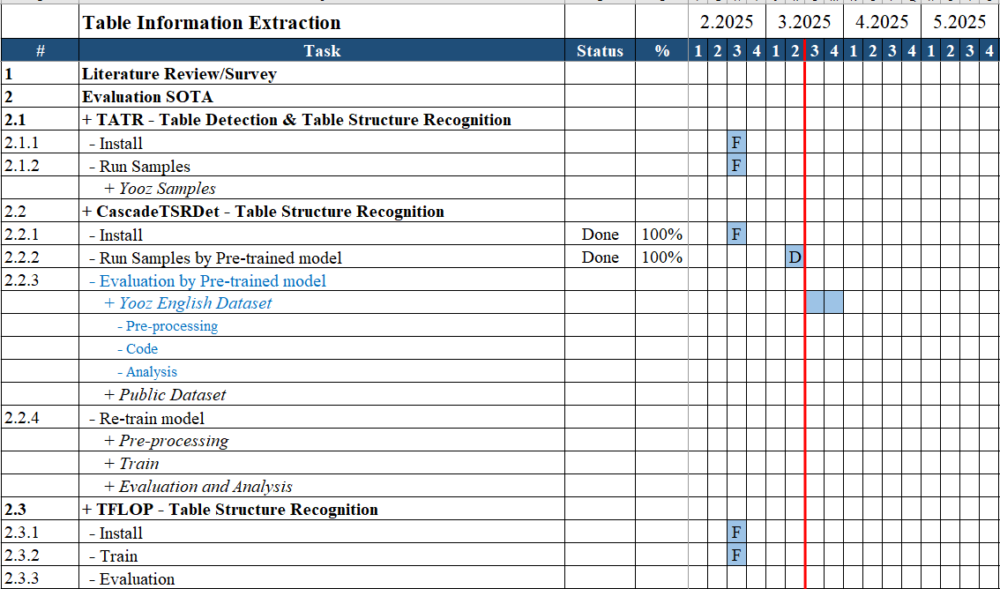 Table Information Extraction 2.2025 3.2025 4.2025 5.2025
# Task Status % 1 2 3 4 1 2 3 4 1 2 3 4 1 2 3 4
1 Literature Review/Survey
2 Evaluation SOTA
2.1 + TATR - Table Detection & Table Structure Recognition
2.1.1 - Install F
2.1.2 - Run Samples F
+ Yooz Samples
2.2 + CascadeTSRDet - Table Structure Recognition
2.2.1 - Install Done 100% F
2.2.2 - Run Samples by Pre-trained model Done 100% D
2.2.3 - Evaluation by Pre-trained model
+ Yooz English Dataset
- Pre-processing
- Code
- Analysis
+ Public Dataset
2.2.4 - Re-train model
+ Pre-processing
+ Train
+ Evaluation and Analysis
2.3 + TFLOP - Table Structure Recognition
2.3.1 - Install F
2.3.2 - Train F
2.3.3 - Evaluation